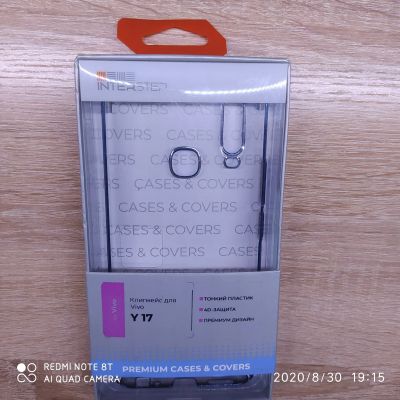 INTERSTEP
CASES & COVERS
COVERS CASES & COVERS
CASES & COVERS
CASES & COVERS
CASES & COVERS
Vivo
Клипкейс для
Vivo
Y 17
ТОНКИЙ ПЛАСТИК
4D-ЗАЩИТА
ПРЕМИУМ ДИЗАЙН
PREMIUM CASES & COVERS
REDMI NOTE 8T
AI QUAD CAMERA
2020/8/30 19:15